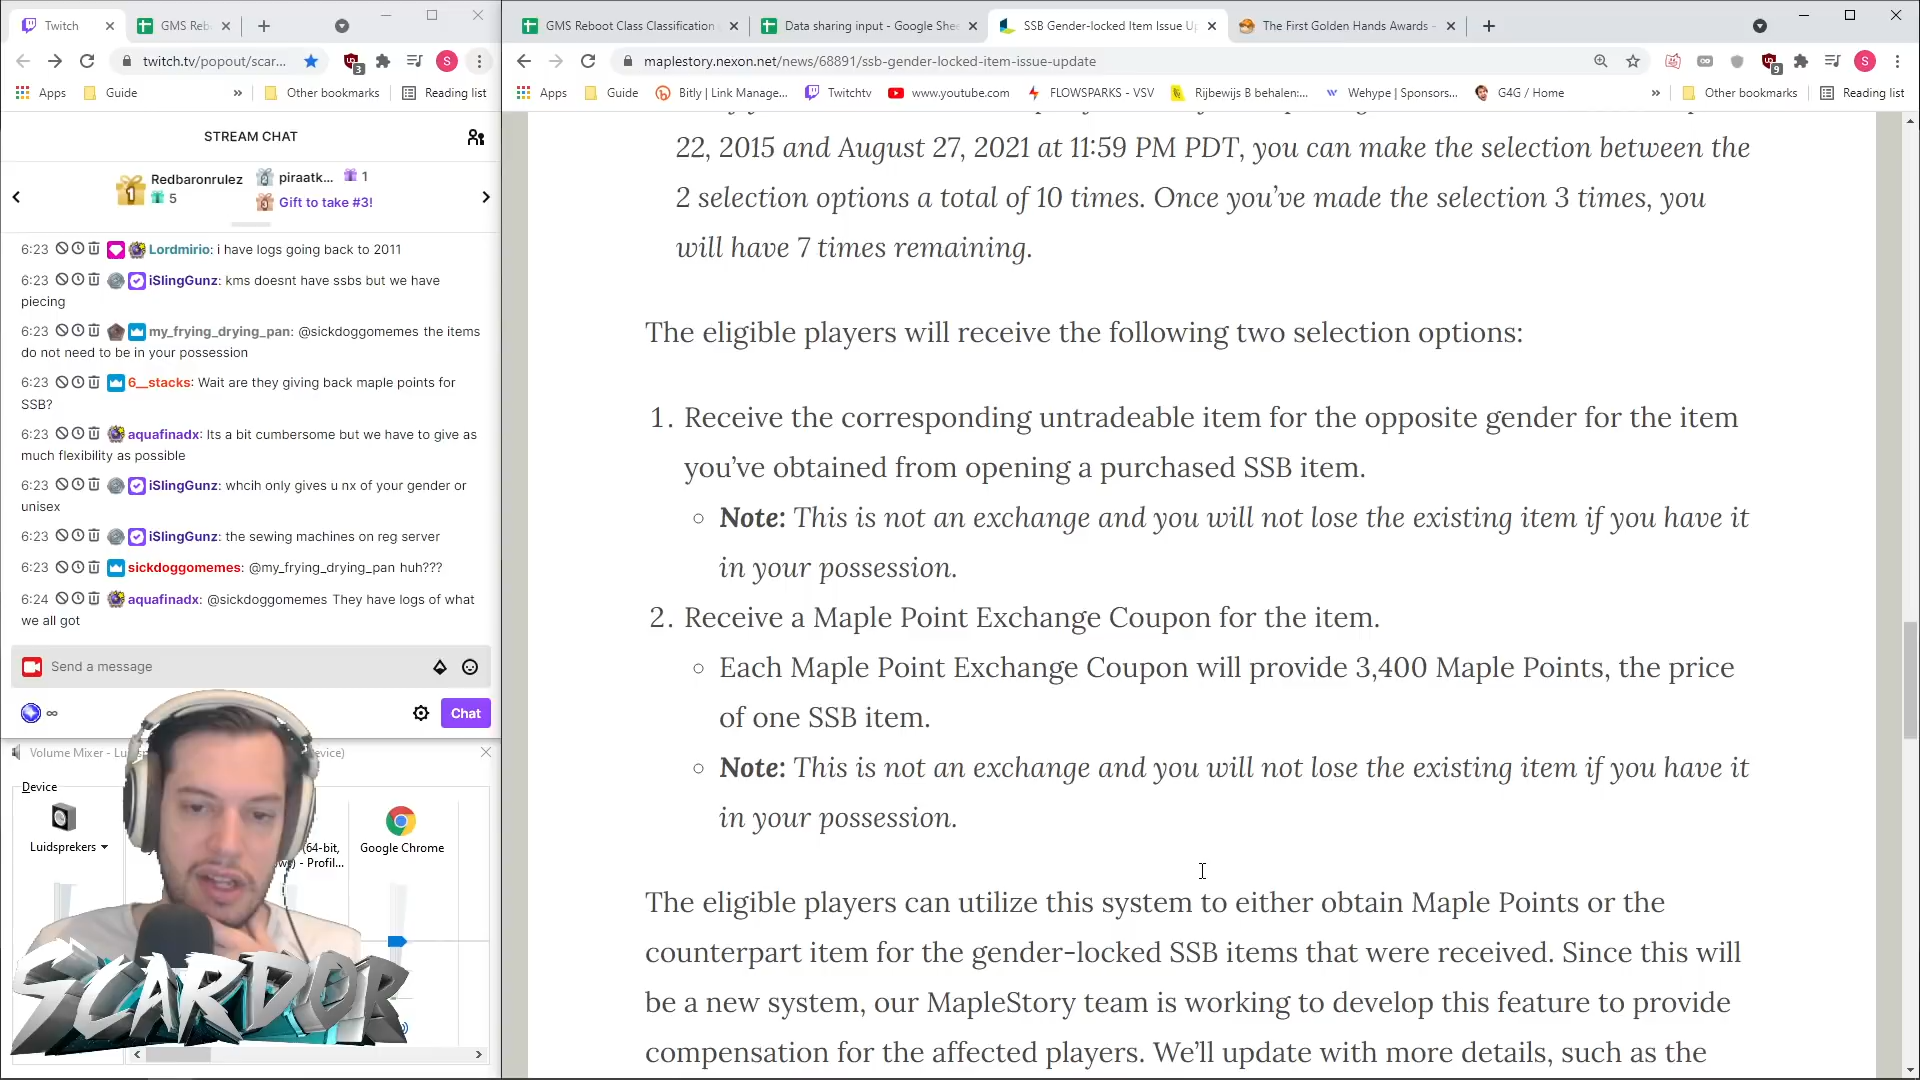 Twitch
GMS Reb
GMS Reboot Class Classification
Data sharing input - Google Shee
SSB Gender-locked Item Issue Up
The First Golden Hands Awards -
twitch.tv/popout/scar...
3
S
maplestory.nexon.net/news/68891/ssb-gender-locked-item-issue-update
9
S
Apps
Guide
»
Other bookmarks
Reading list
Apps
Guide
Bitly | Link Manage...
Twitchtv
www.youtube.com
FLOWSPARKS - VSV
Rijbewijs B behalen:...
Wehype | Sponsors...
G4G / Home
»
Other bookmarks
Reading list
STREAM CHAT
1
Redbaronrulez
5
piraatk...
1
Gift to take #3!
6:23 Lordmirio: i have logs going back to 2011
6:23 iSlingGunz: kms doesnt have ssbs but we have
piecing
6:23 my_frying_drying_pan: @sickdoggomemes the items
do not need to be in your possession
6:23 6__stacks: Wait are they giving back maple points for
SSB?
6:23 aquafinadx: Its a bit cumbersome but we have to give as
much flexibility as possible
6:23 iSlingGunz: whcih only gives u nx of your gender or
unisex
6:23 iSlingGunz: the sewing machines on reg server
6:23 sickdoggomemes: @my_frying_drying_pan huh???
6:24 aquafinadx: @sickdoggomemes They have logs of what
we all got
Send a message
∞
Chat
Volume Mixer - Luidsp
evice)
Device
Luidsprekers
(64-bit,
- Profil...
Google Chrome
SCARDOR
22, 2015 and August 27, 2021 at 11:59 PM PDT, you can make the selection between the
2 selection options a total of 10 times. Once you’ve made the selection 3 times, you
will have 7 times remaining.
The eligible players will receive the following two selection options:
1. Receive the corresponding untradeable item for the opposite gender for the item
you’ve obtained from opening a purchased SSB item.
Note: This is not an exchange and you will not lose the existing item if you have it
in your possession.
2. Receive a Maple Point Exchange Coupon for the item.
Each Maple Point Exchange Coupon will provide 3,400 Maple Points, the price
of one SSB item.
Note: This is not an exchange and you will not lose the existing item if you have it
in your possession.
The eligible players can utilize this system to either obtain Maple Points or the
counterpart item for the gender-locked SSB items that were received. Since this will
be a new system, our MapleStory team is working to develop this feature to provide
compensation for the affected players. We’ll update with more details, such as the